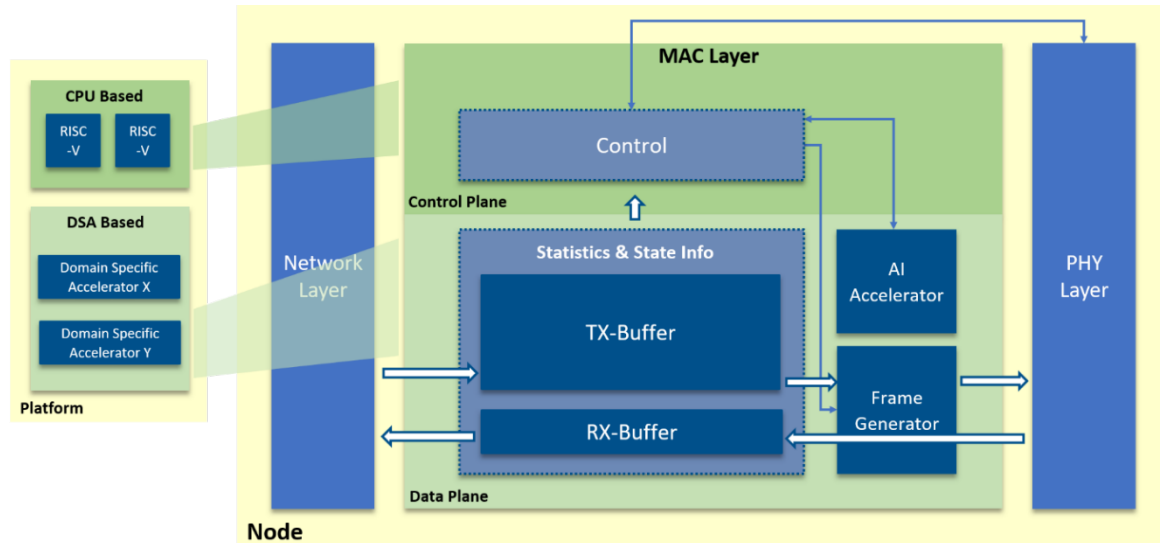 CPU Based
RISC
-V
RISC
-V
DSA Based
Domain Specific
Accelerator X
Domain Specific
Accelerator Y
Platform
Network
Layer
MAC Layer
Control
Control Plane
Statistics & State Info
TX-Buffer
RX-Buffer
AI
Accelerator
Frame
Generator
Data Plane
PHY
Layer
Node